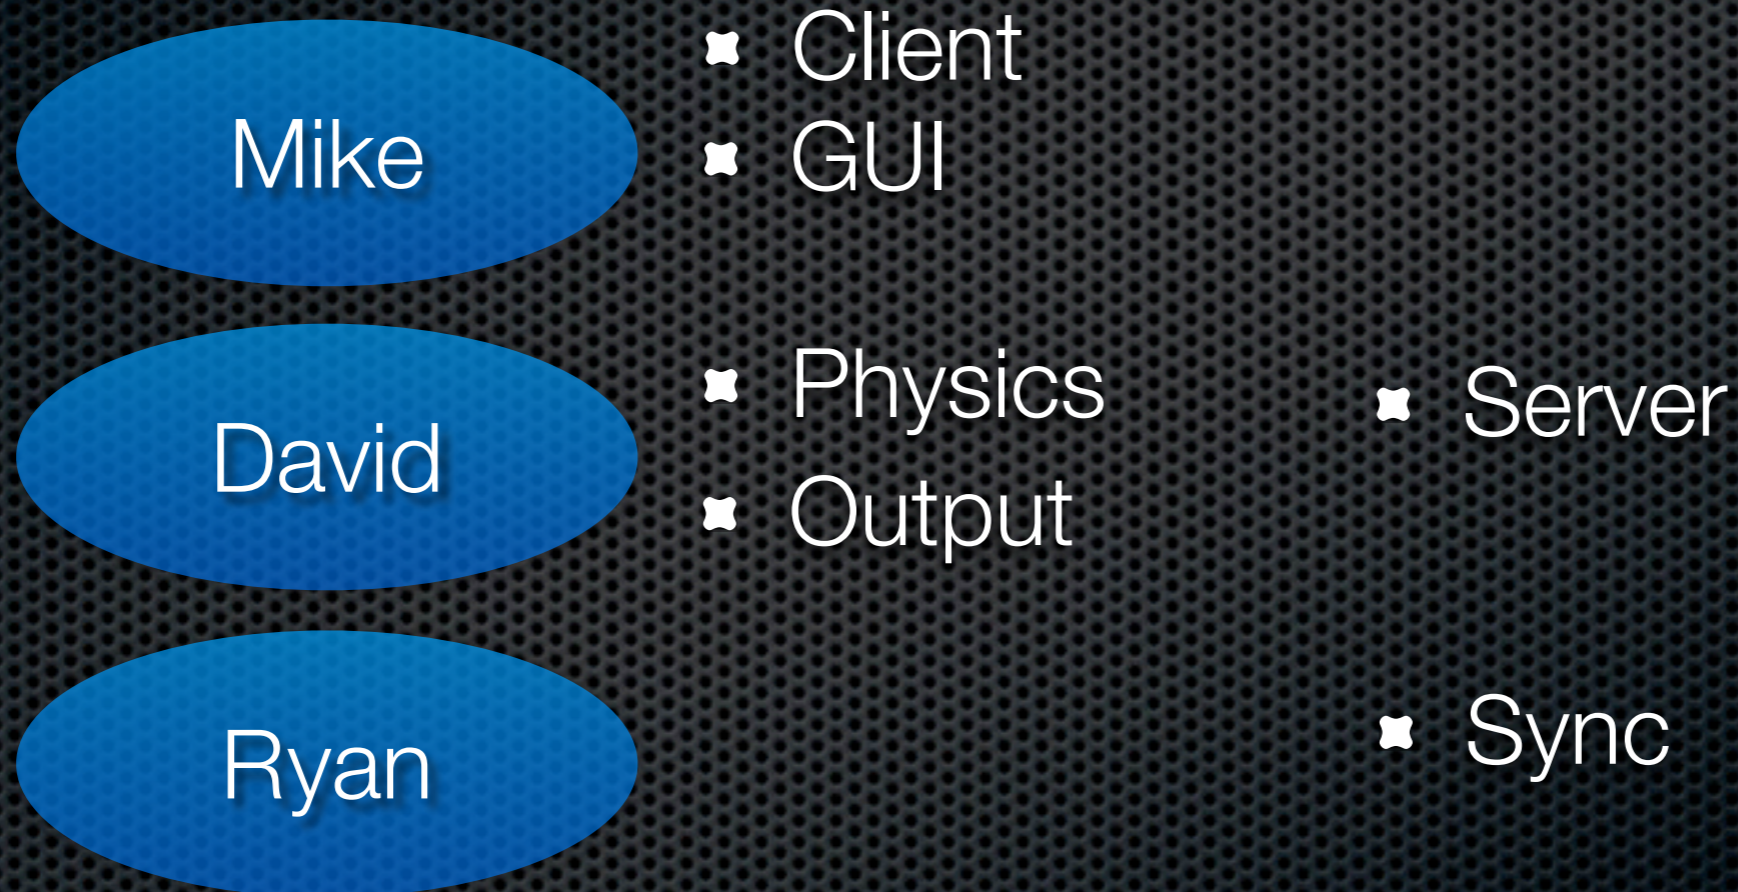 Mike
Client
GUI
David
Physics
Output
Server
Ryan
Sync